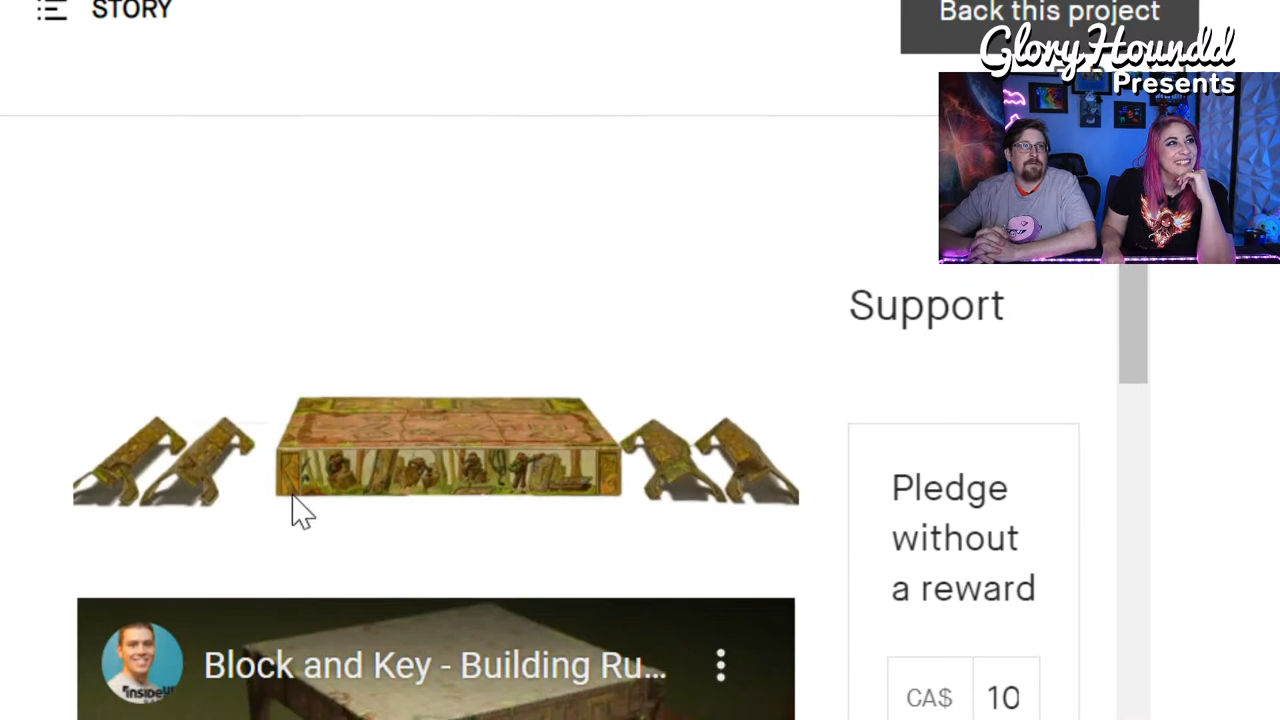 STORY
Back this project
GloryHoundd
Presents
Support
Pledge
without
a reward
Block and Key - Building Ru...
CA$ 10